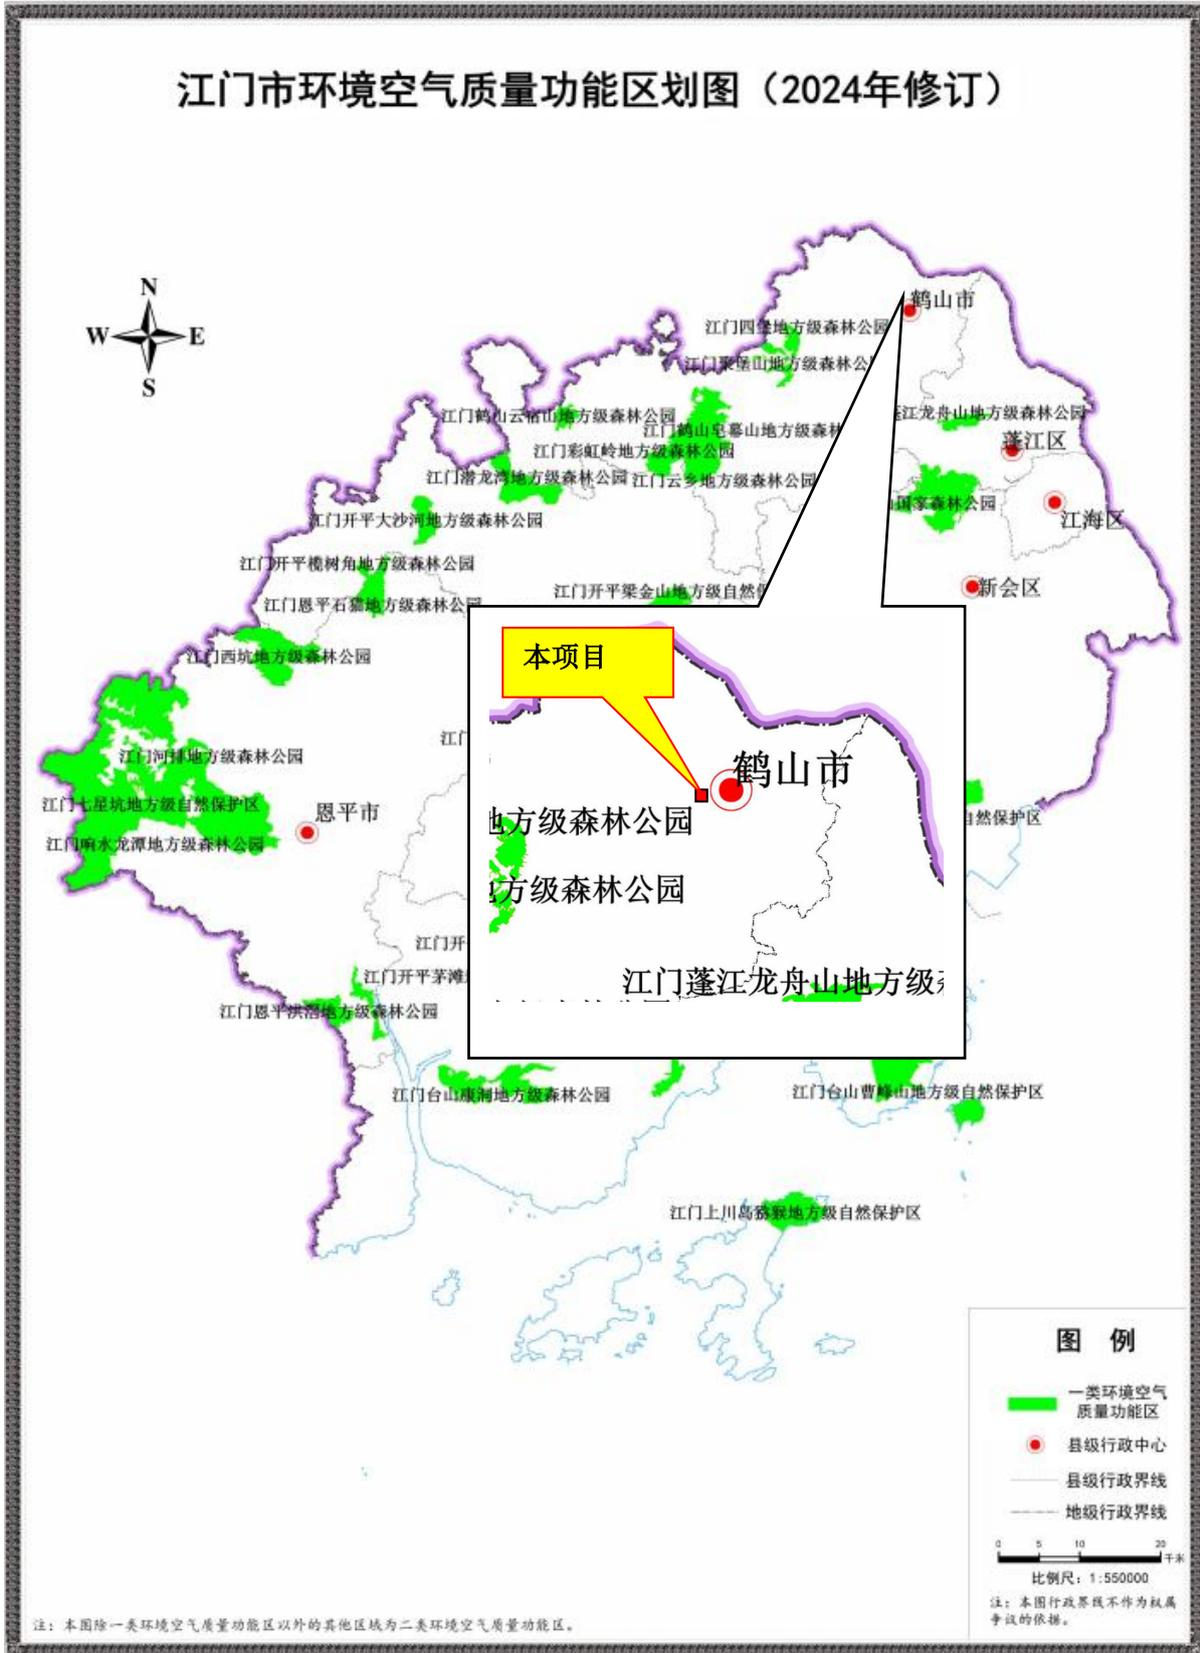 江门市环境空气质量功能区划图（2024年修订）
N
W
E
S
鹤山市
江门四堡地方级森林公园
江门聚堡山地方级森林公
江门鹤山云宿山地方级森林公园
江门鹤山皂幕山地方级森林
蓬江龙舟山地方级森林公园
蓬江区
江门彩虹岭地方级森林公园
江门潜龙湾地方级森林公园
江门云乡地方级森林公园
国家森林公园
江门开平大沙河地方级森林公园
江海区
江门开平榄树角地方级森林公园
江门开平梁金山地方级自然保
新会区
江门恩平石猫地方级森林公园
江门西坑地方级森林公园
本项目
江门
江门河排地方级森林公园
鹤山市
江门七星坑地方级自然保护区
恩平市
地方级森林公园
自然保护区
江门响水龙潭地方级森林公园
地方级森林公园
江门开
江门开平茅滩
江门蓬江龙舟山地方级森
江门恩平洪滘地方级森林公园
江门台山康洞地方级森林公园
江门台山曹峰山地方级自然保护区
江门上川岛猕猴地方级自然保护区
图 例
一类环境空气
质量功能区
县级行政中心
县级行政界线
地级行政界线
0 5 10 20
千米
比例尺：1:550000
注：本图行政界线不作为权属
争议的依据。
注：本图除一类环境空气质量功能区以外的其他区域为二类环境空气质量功能区。